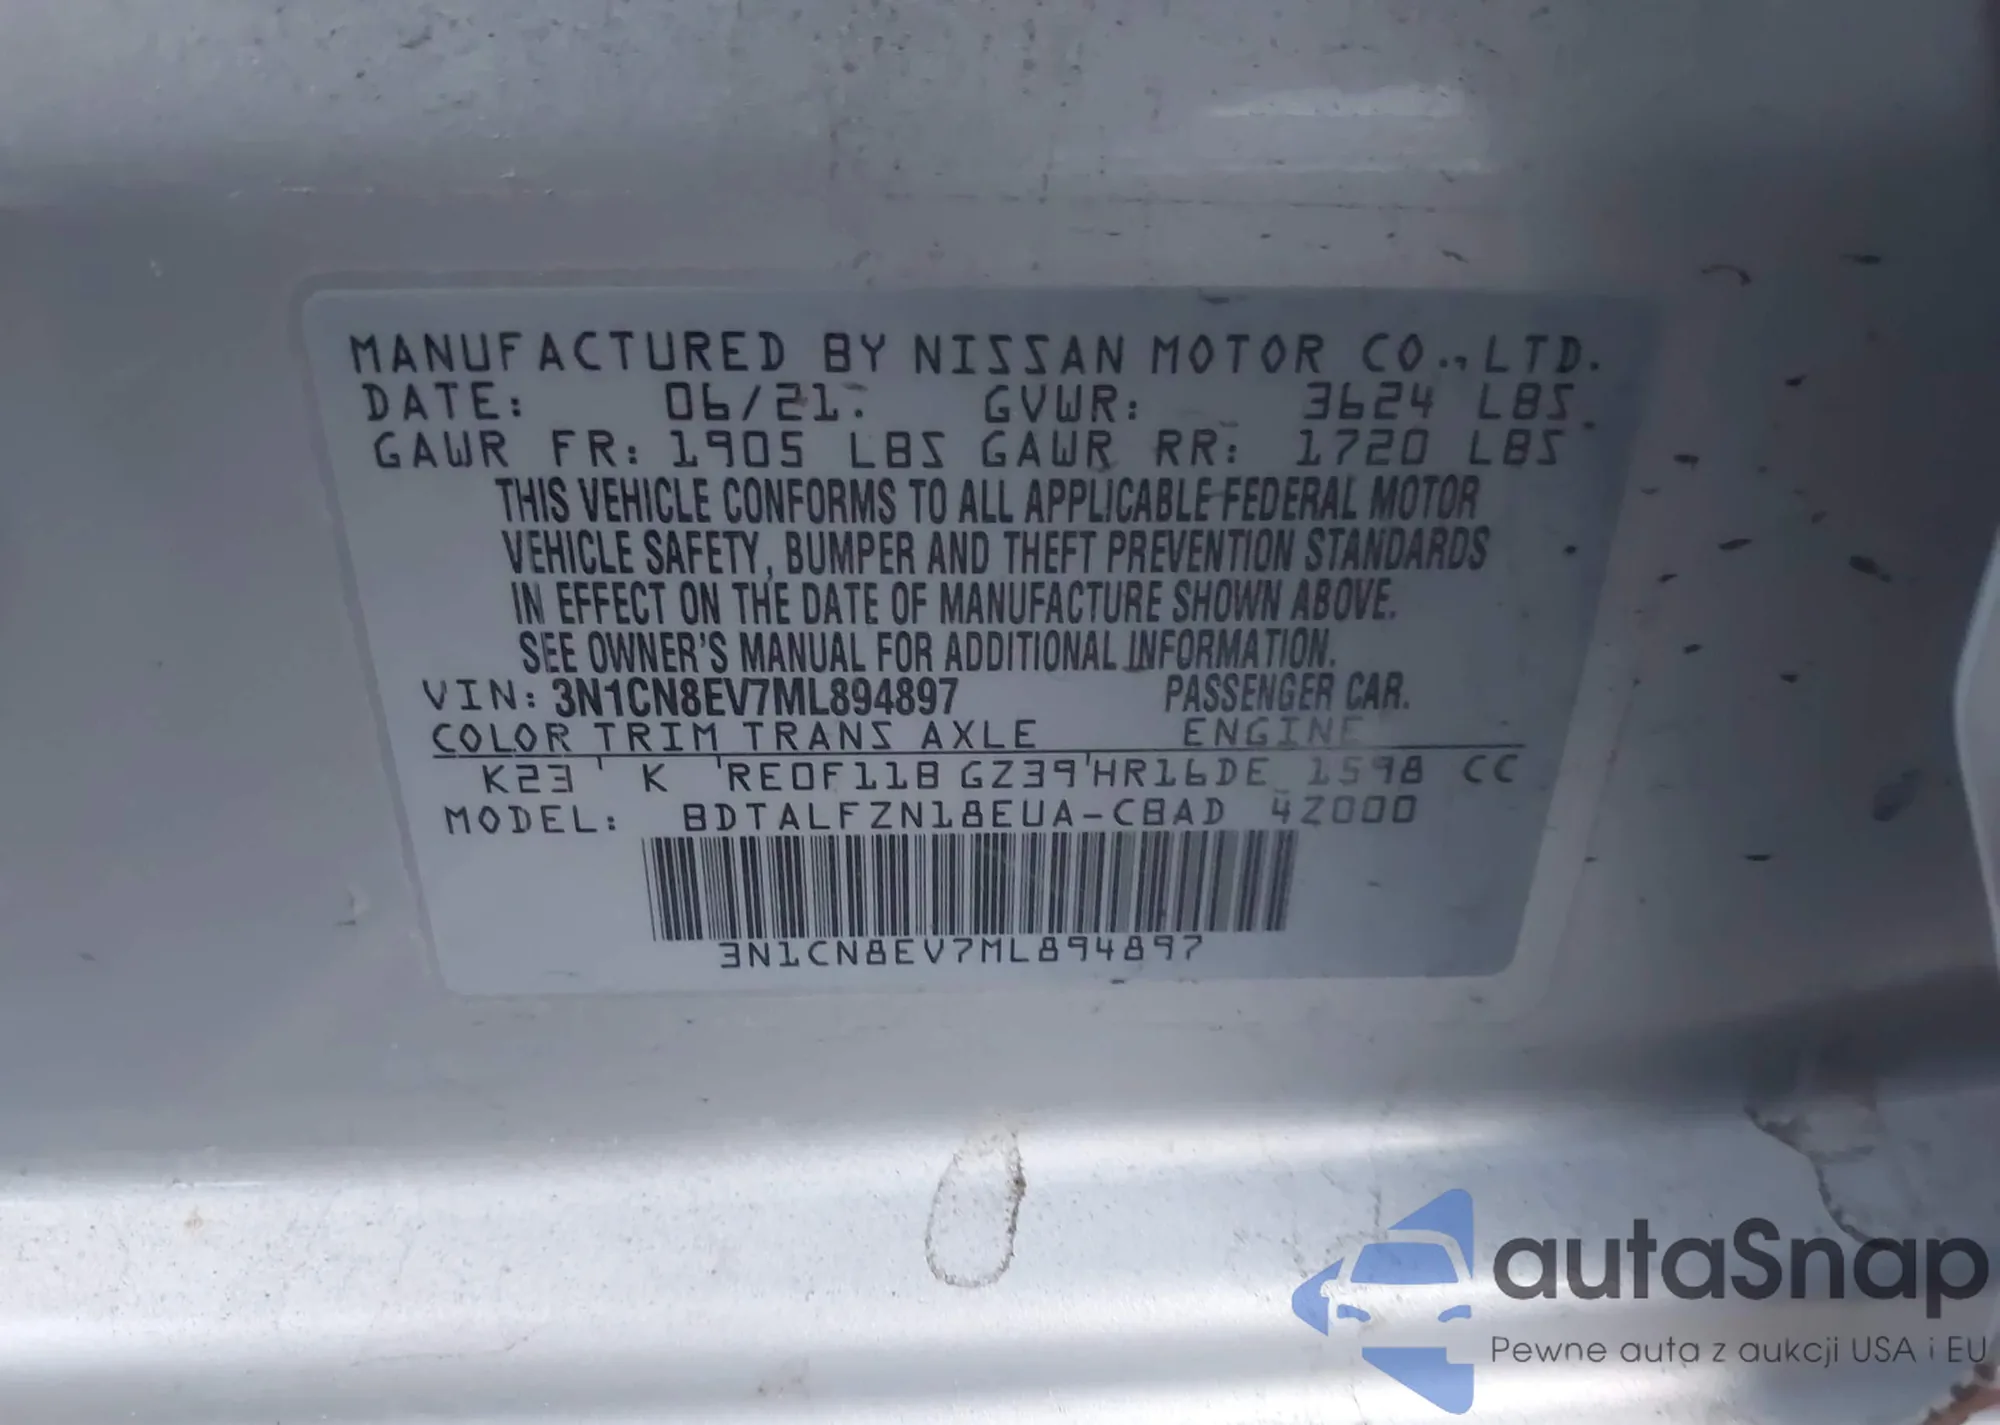 MANUFACTURED BY NISSAN MOTOR CO.,LTD.
DATE: 06/21. GVWR: 3624 LBS
GAWR FR: 1905 LBS GAWR RR: 1720 LBS
THIS VEHICLE CONFORMS TO ALL APPLICABLE FEDERAL MOTOR
VEHICLE SAFETY, BUMPER AND THEFT PREVENTION STANDARDS
IN EFFECT ON THE DATE OF MANUFACTURE SHOWN ABOVE.
SEE OWNER'S MANUAL FOR ADDITIONAL INFORMATION.
VIN: 3N1CN8EV7ML894897 PASSENGER CAR.
COLOR TRIM TRANS AXLE ENGINE
K23 K RE0F11B GZ39 HR16DE 1598 CC
MODEL: BDTALFZN18EUA-CBAD 4Z000
3N1CN8EV7ML894897
autaSnap
Pewne auta z aukcji USA i EU